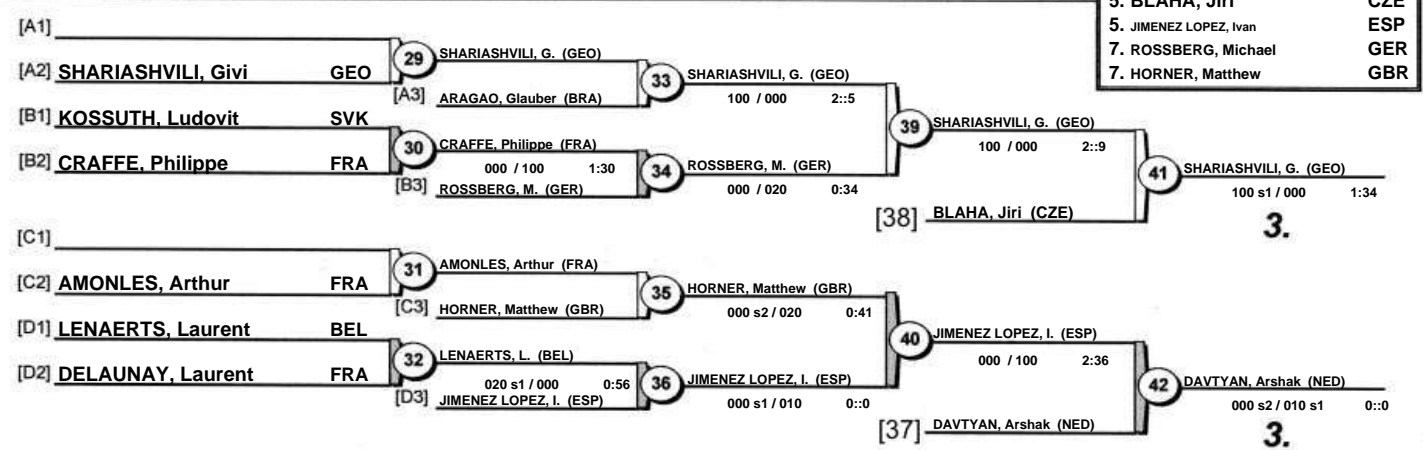 5. BLAHA, Jiri CZE
5. JIMENEZ LOPEZ, Ivan ESP
7. ROSSBERG, Michael GER
7. HORNER, Matthew GBR
[A1]
[A2] SHARIASHVILI, Givi GEO
[B1] KOSSUTH, Ludovit SVK
[B2] CRAFFE, Philippe FRA
[C1]
[C2] AMONLES, Arthur FRA
[D1] LENAERTS, Laurent BEL
[D2] DELAUNAY, Laurent FRA
29
30
31
32
SHARIASHVILI, G. (GEO)
[A3] ARAGAO, Glauber (BRA)
CRAFFE, Philippe (FRA)
000 / 100 1:30
[B3] ROSSBERG, M. (GER)
AMONLES, Arthur (FRA)
[C3] HORNER, Matthew (GBR)
LENAERTS, L. (BEL)
020 s1 / 000 0:56
[D3] JIMENEZ LOPEZ, I. (ESP)
33
34
35
36
SHARIASHVILI, G. (GEO)
100 / 000 2::5
ROSSBERG, M. (GER)
000 / 020 0:34
HORNER, Matthew (GBR)
000 s2 / 020 0:41
JIMENEZ LOPEZ, I. (ESP)
000 s1 / 010 0::0
39
40
SHARIASHVILI, G. (GEO)
100 / 000 2::9
[38] BLAHA, Jiri (CZE)
JIMENEZ LOPEZ, I. (ESP)
000 / 100 2:36
[37] DAVTYAN, Arshak (NED)
41
42
SHARIASHVILI, G. (GEO)
100 s1 / 000 1:34
3.
DAVTYAN, Arshak (NED)
000 s2 / 010 s1 0::0
3.